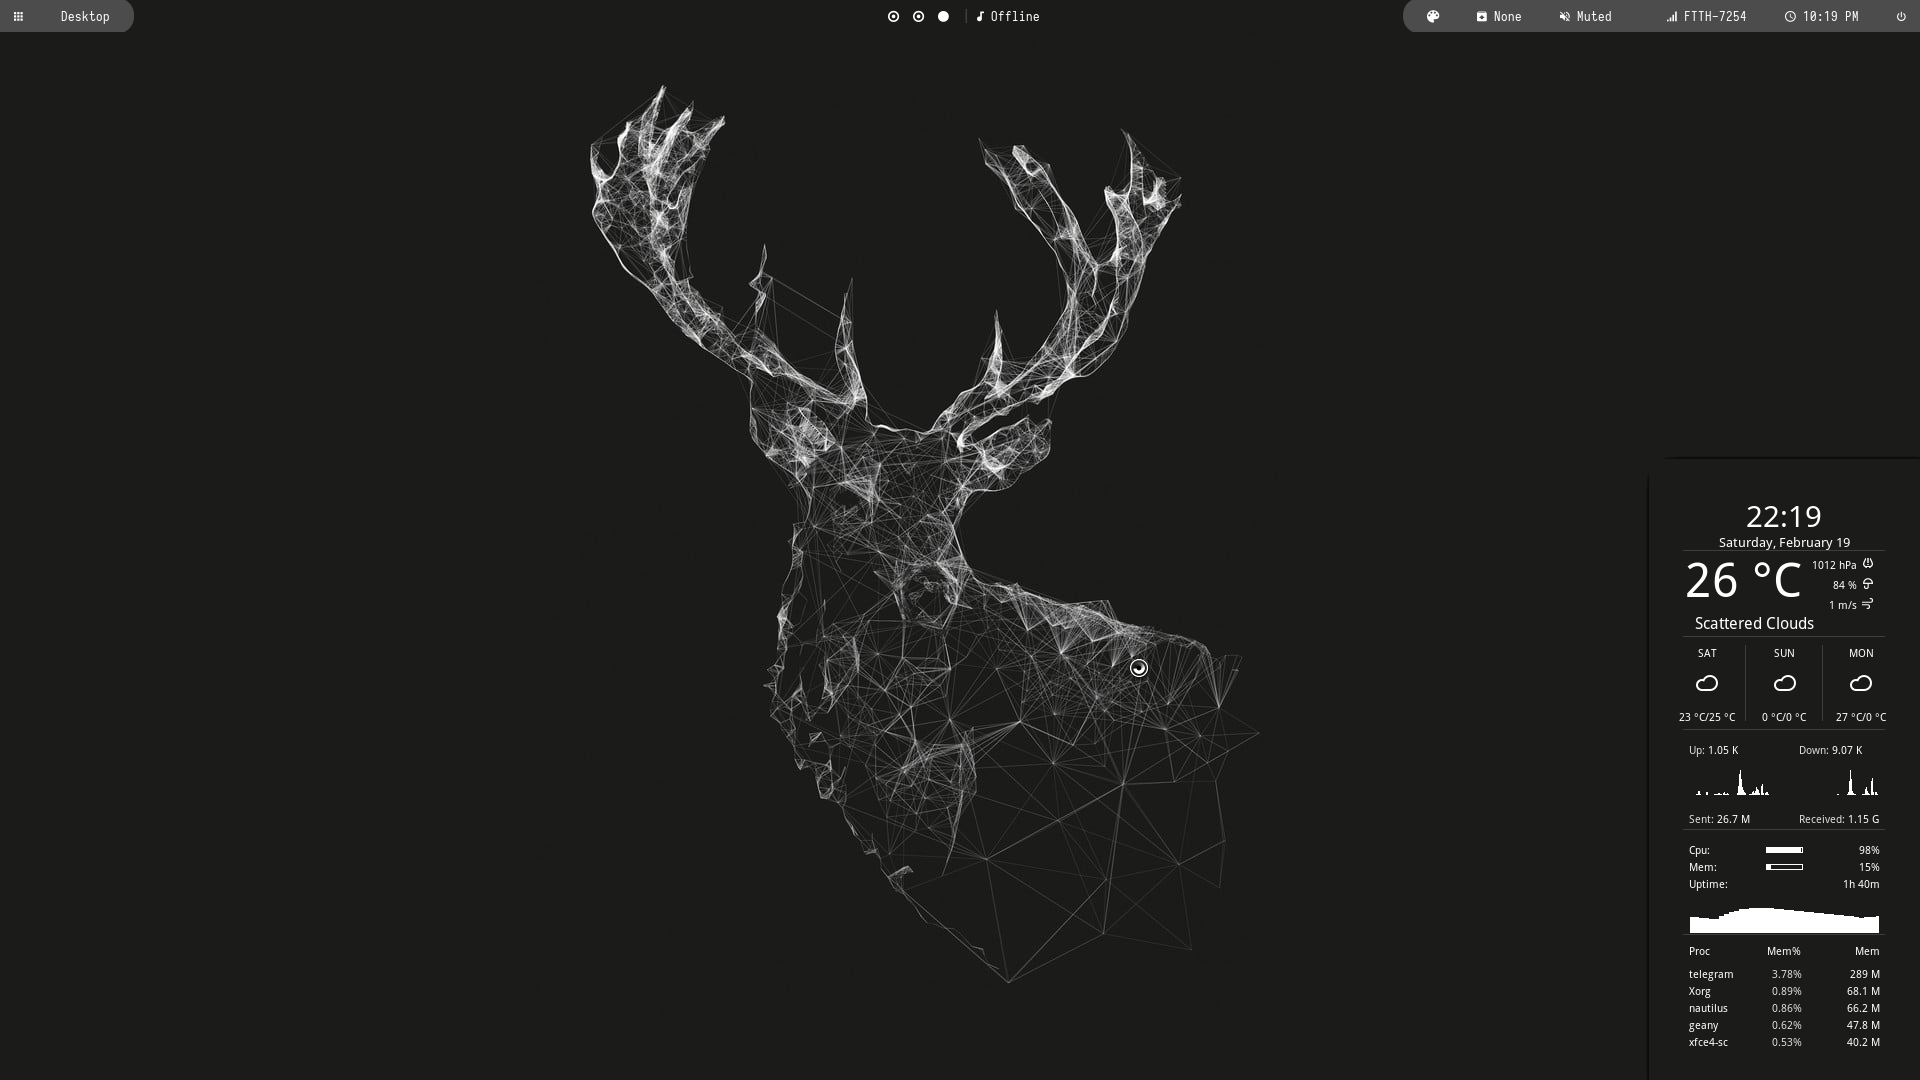 Desktop
Offline
None Muted FTTH-7254 10:19 PM
22:19
Saturday, February 19
26 °C
1012 hPa
84 %
1 m/s
Scattered Clouds
SAT SUN MON
23 °C/25 °C 0 °C/0 °C 27 °C/0 °C
Up: 1.05 K Down: 9.07 K
Sent: 26.7 M Received: 1.15 G
Cpu: 98%
Mem: 15%
Uptime: 1h 40m
Proc Mem% Mem
telegram 3.78% 289 M
Xorg 0.89% 68.1 M
nautilus 0.86% 66.2 M
geany 0.62% 47.8 M
xfce4-sc 0.53% 40.2 M